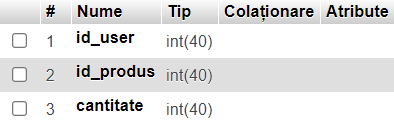 # Nume Tip Colaționare Atribute
1 id_user int(40)
2 id_produs int(40)
3 cantitate int(40)